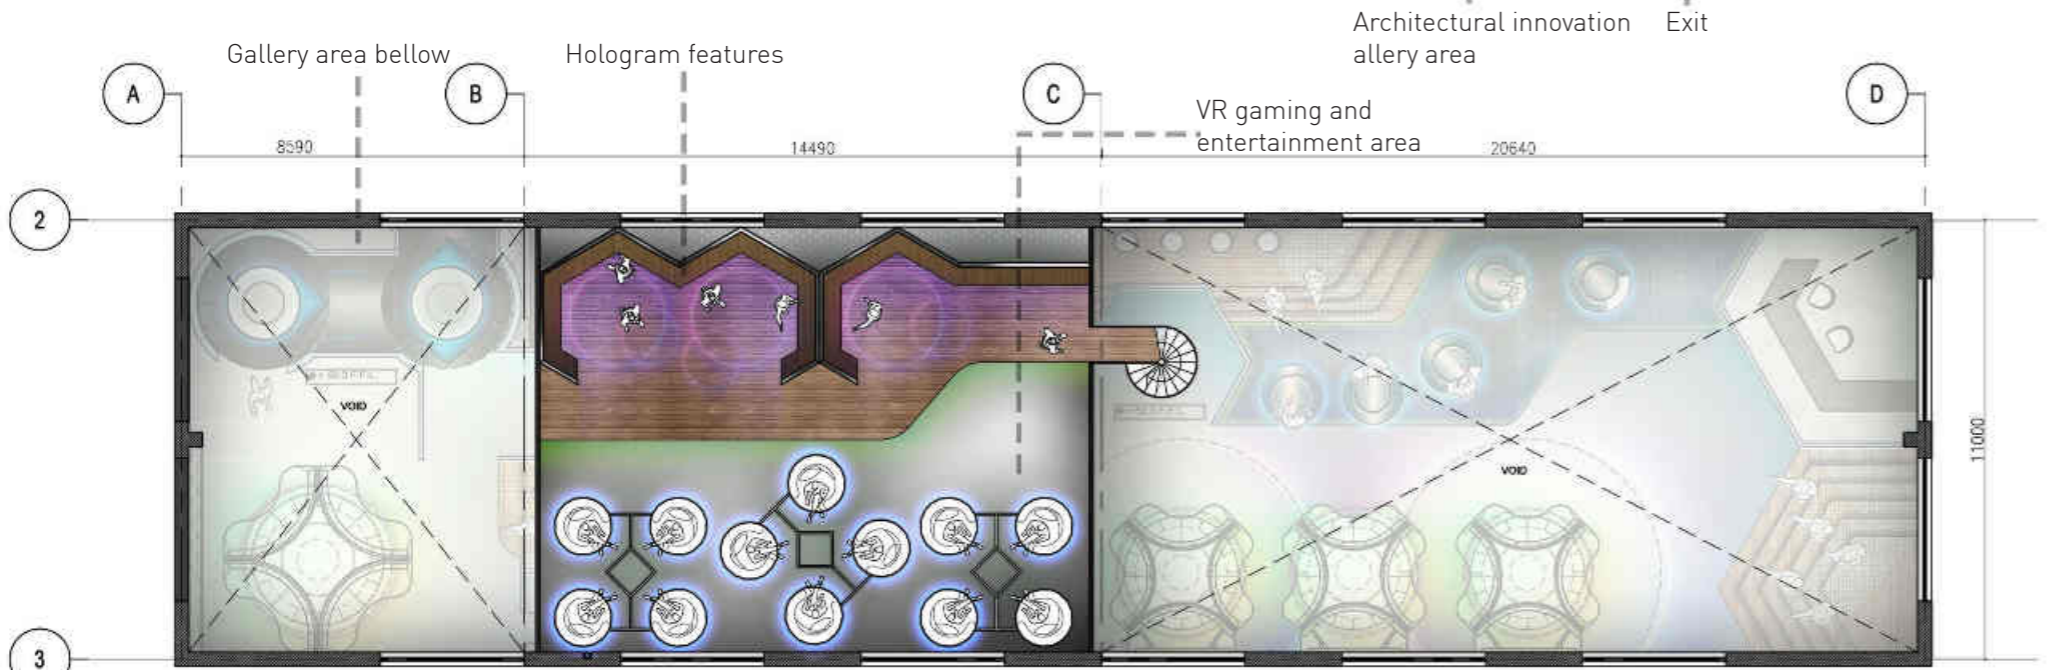 Architectural innovation
allery area
Exit
Gallery area bellow
Hologram features
A
B
C
D
VR gaming and
entertainment area
8590
14490
20640
2
VOID
VOID
11000
3